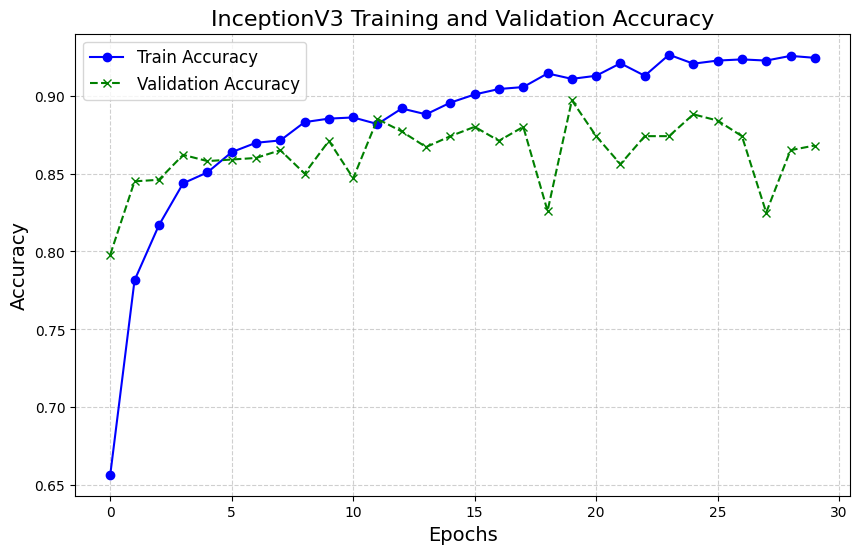 InceptionV3 Training and Validation Accuracy
Train Accuracy
Validation Accuracy
Accuracy
0.90
0.85
0.80
0.75
0.70
0.65
0
5
10
15
20
25
30
Epochs